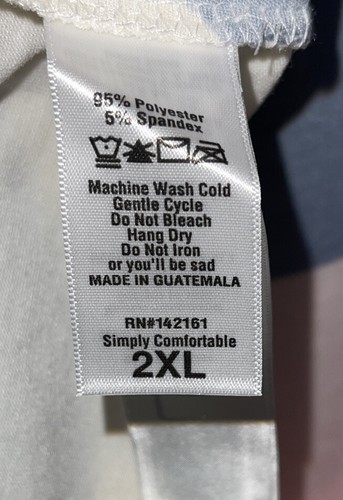 95% Polyester
5% Spandex
Machine Wash Cold
Gentle Cycle
Do Not Bleach
Hang Dry
Do Not Iron
or you'll be sad
MADE IN GUATEMALA
RN#142161
Simply Comfortable
2XL